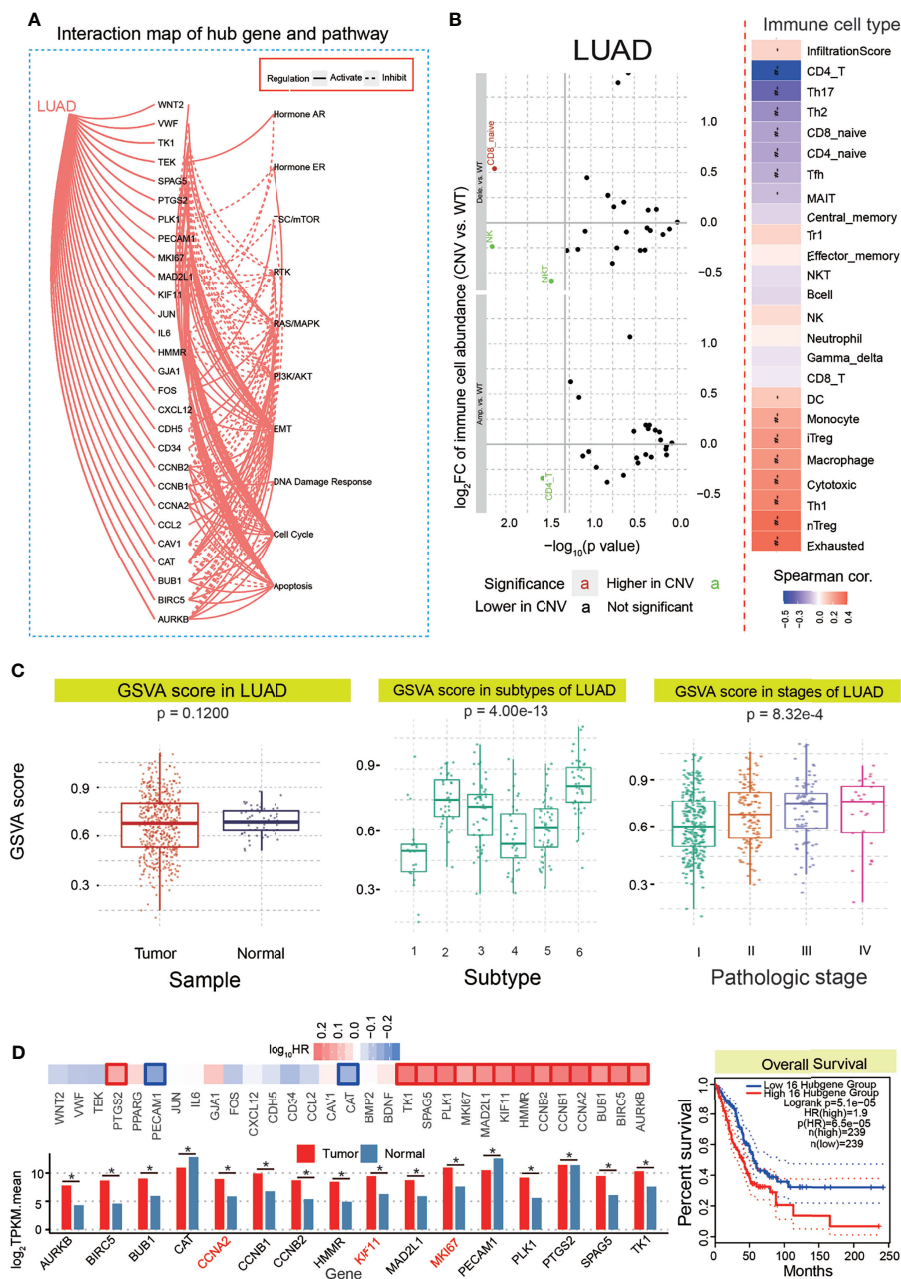 A
Interaction map of hub gene and pathway
Regulation Activate Inhibit
LUAD
WNT2
VWF
TK1
TEK
SPAG5
PTGS2
PLK1
PECAM1
MKI67
MAD2L1
KIF11
JUN
IL6
HMMR
GJA1
FOS
CXCL12
CDH5
CD34
CCNB2
CCNB1
CCNA2
CCL2
CAV1
CAT
BUB1
BIRC5
AURKB
Hormone AR
Hormone ER
TSC/mTOR
RTK
RAS/MAPK
PI3K/AKT
EMT
DNA Damage Response
Cell Cycle
Apoptosis
B
LUAD
log2FC of immune cell abundance (CNV vs. WT)
Dele. vs. WT
Amp. vs. WT
CD8_naive
NK
NKT
CD4_T
1.0
0.5
0.0
−0.5
1.0
0.5
0.0
−0.5
2.0 1.5 1.0 0.5 0.0
−log10(p value)
Significance a Higher in CNV a
Lower in CNV a Not significant
Immune cell type
InfiltrationScore
CD4_T
Th17
Th2
CD8_naive
CD4_naive
Tfh
MAIT
Central_memory
Tr1
Effector_memory
NKT
Bcell
NK
Neutrophil
Gamma_delta
CD8_T
DC
Monocyte
iTreg
Macrophage
Cytotoxic
Th1
nTreg
Exhausted
Spearman cor.
−0.5 −0.3 0.0 0.2 0.4
C
GSVA score in LUAD
p = 0.1200
GSVA score
0.9
0.6
0.3
Tumor Normal
Sample
GSVA score in subtypes of LUAD
p = 4.00e-13
0.9
0.6
0.3
1 2 3 4 5 6
Subtype
GSVA score in stages of LUAD
p = 8.32e-4
0.9
0.6
0.3
I II III IV
Pathologic stage
D
log10HR
0.2 0.1 0.0 −0.1 −0.2
WNT2 VWF TEK PTGS2 PPARG PECAM1 JUN IL6 GJA1 FOS CXCL12 CDH5 CD34 CCL2 CAV1 CAT BMP2 BDNF TK1 SPAG5 PLK1 MKI67 MAD2L1 KIF11 HMMR CCNB2 CCNB1 CCNA2 BUB1 BIRC5 AURKB
Tumor Normal
log2TPKM.mean
10
5
0
* * * * * * * * * * * * * * * *
AURKB BIRC5 BUB1 CAT CCNA2 CCNB1 CCNB2 HMMR KIF11 MAD2L1 MKI67 PECAM1 PLK1 PTGS2 SPAG5 TK1
Gene
Overall Survival
Low 16 Hubgene Group
High 16 Hubgene Group
Logrank p=5.1e−05
HR(high)=1.9
p(HR)=6.5e−05
n(high)=239
n(low)=239
Percent survival
1.0
0.8
0.6
0.4
0.2
0.0
0 50 100 150 200 250
Months